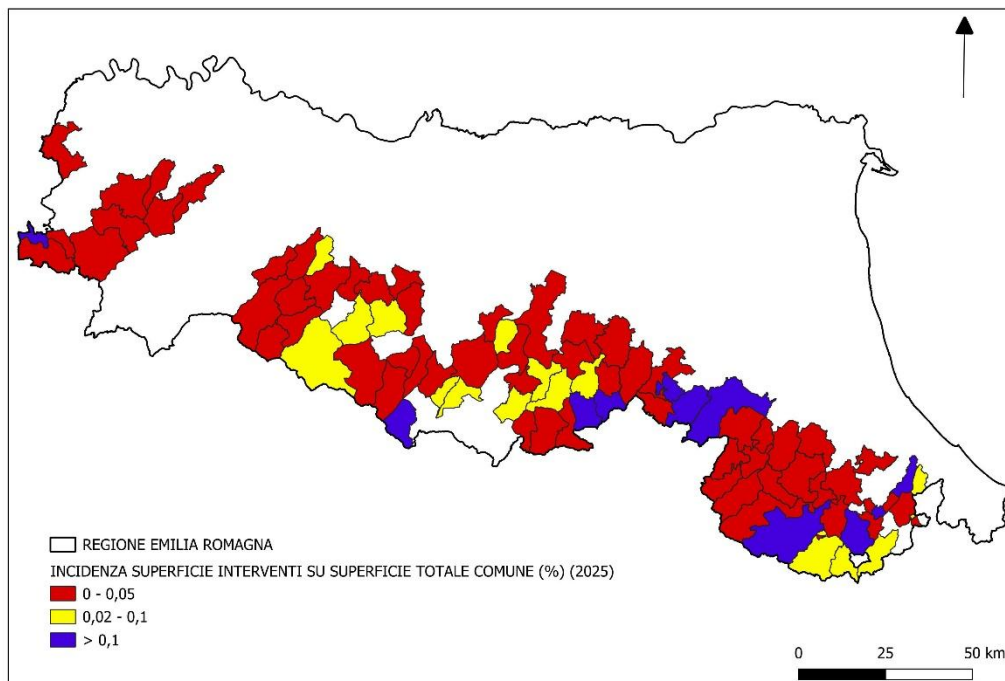 REGIONE EMILIA ROMAGNA
INCIDENZA SUPERFICIE INTERVENTI SU SUPERFICIE TOTALE COMUNE (%) (2025)
0 - 0,05
0,02 - 0,1
> 0,1
0 25 50 km